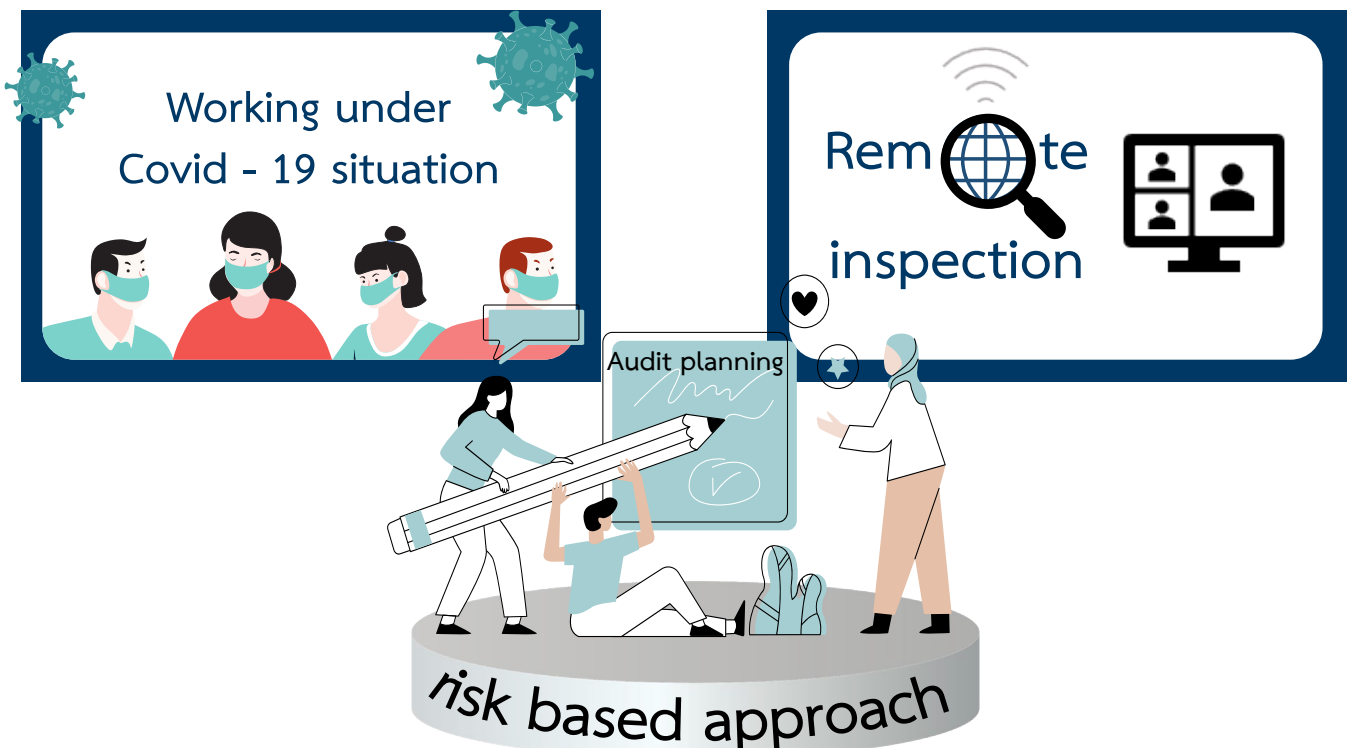 Working under
Covid - 19 situation
Remote
inspection
Audit planning
risk based approach